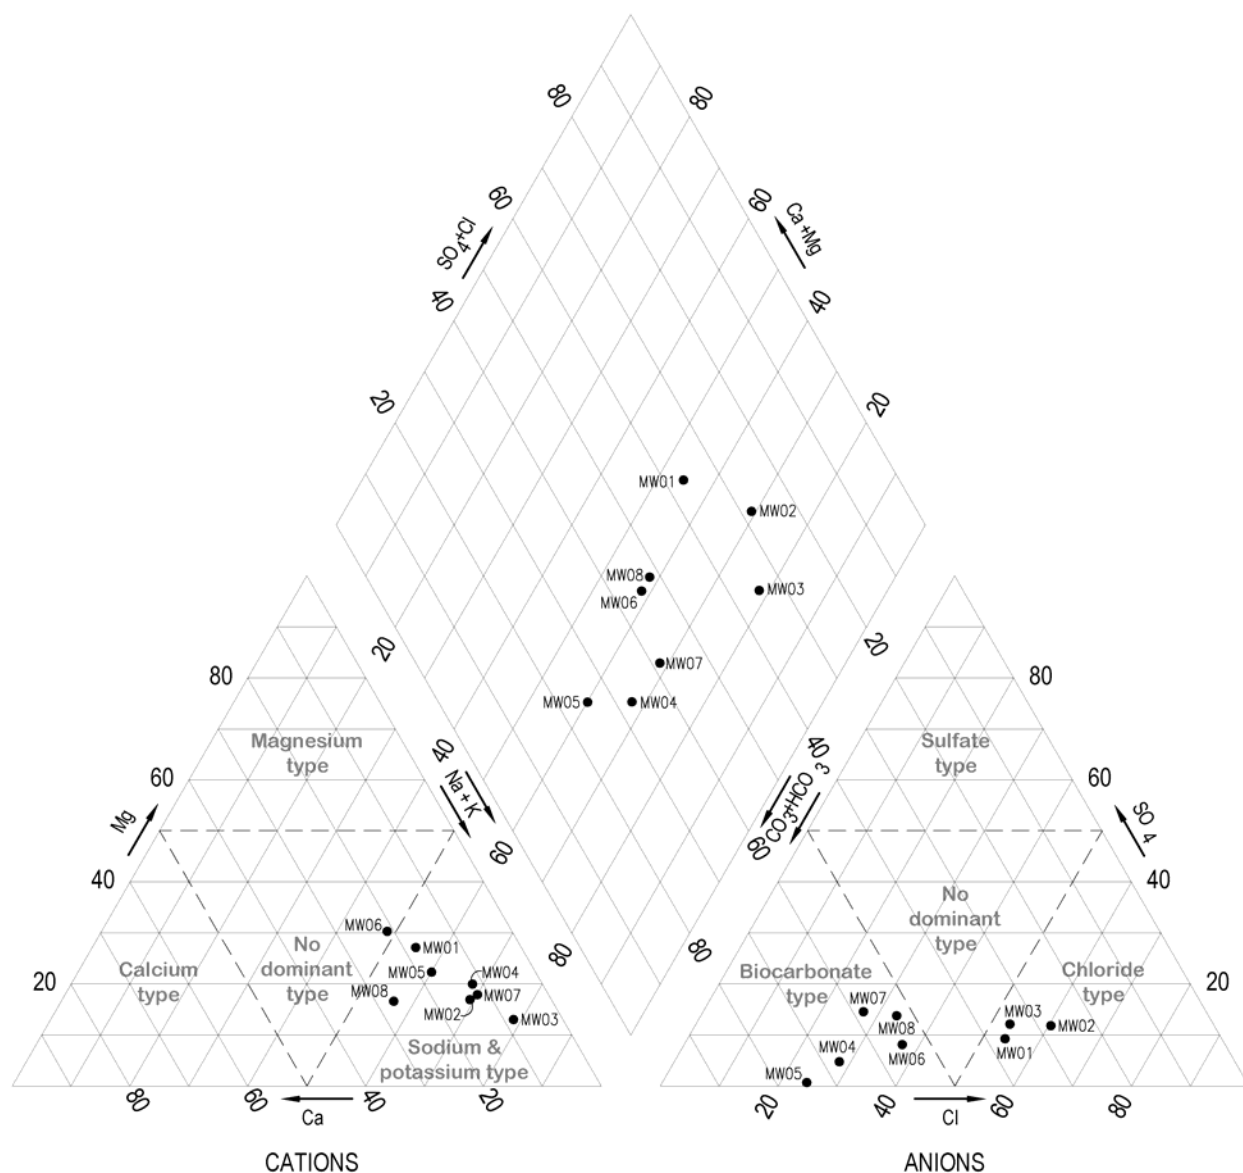 80
80
60
SO4+Cl
60
Ca+Mg
40
40
20
20
MW01
MW02
MW08
MW06
MW03
20
20
MW07
MW05
MW04
80
Magnesium
type
60
Mg
40
Na + K
60
40
CO3+HCO3
60
80
Sulfate
type
60
SO4
40
40
MW06
MW01
No
dominant
type
MW05
MW04
MW08
MW07
MW02
MW03
Calcium
type
20
80
Sodium &
potassium type
80
No
dominant
type
Biocarbonate
type
Chloride
type
20
MW07
MW08
MW03
MW02
MW04
MW06
MW01
MW05
80
60
Ca
40
20
20
40
Cl
60
80
CATIONS
ANIONS